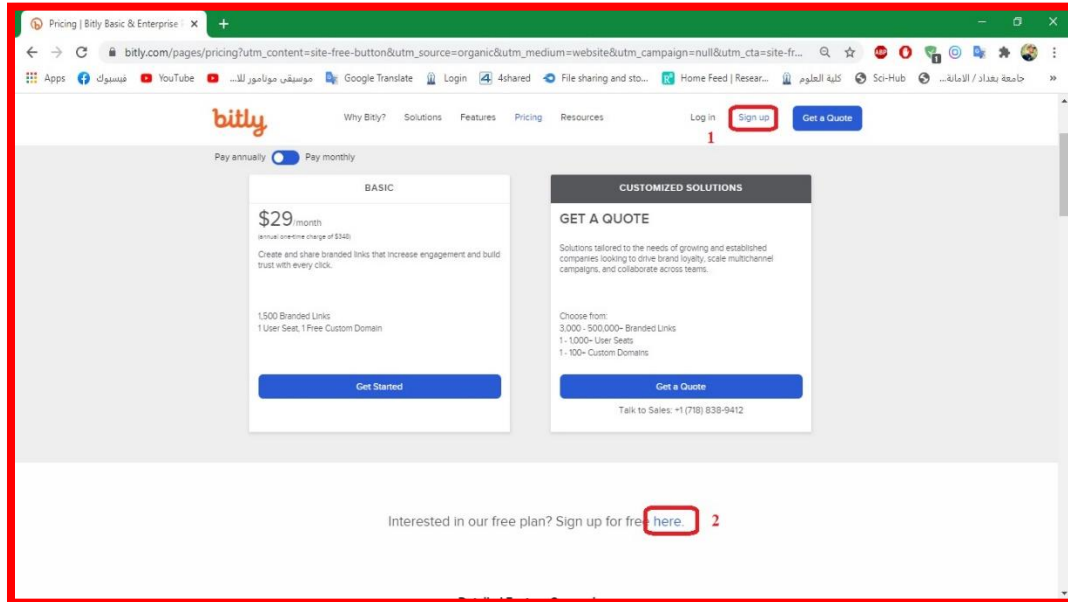 Pricing | Bitly Basic & Enterprise
bitly.com/pages/pricing?utm_content=site-free-button&utm_source=organic&utm_medium=website&utm_campaign=null&utm_cta=site-fr...
Apps فيسبوك YouTube موسيقى مونامور للا... Google Translate Login 4shared File sharing and sto... Home Feed | Resear... كلية العلوم Sci-Hub جامعة بغداد / الامانة... »
bitly Why Bitly? Solutions Features Pricing Resources Log in Sign up Get a Quote
1
Pay annually Pay monthly
BASIC
$29/month
(annual one-time charge of $348)
Create and share branded links that increase engagement and build
trust with every click.
1,500 Branded Links
1 User Seat, 1 Free Custom Domain
Get Started
CUSTOMIZED SOLUTIONS
GET A QUOTE
Solutions tailored to the needs of growing and established
companies looking to drive brand loyalty, scale multichannel
campaigns, and collaborate across teams.
Choose from:
3,000 - 500,000+ Branded Links
1 - 1,000+ User Seats
1 - 100+ Custom Domains
Get a Quote
Talk to Sales: +1 (718) 838-9412
Interested in our free plan? Sign up for free here. 2